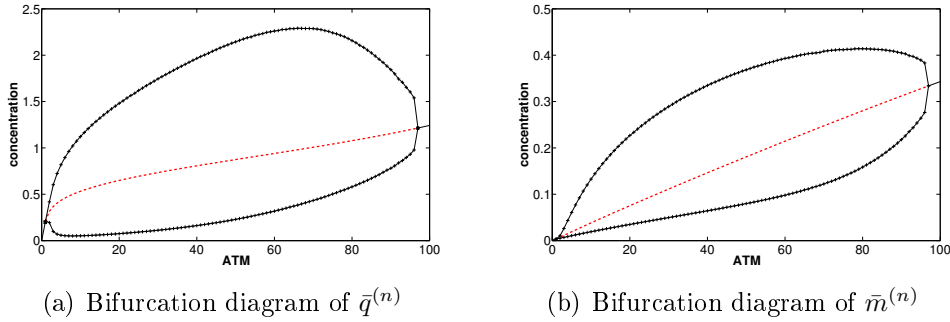 2.5
2
1.5
1
0.5
0
0 20 40 60 80 100
concentration
ATM
(a) Bifurcation diagram of q̄⁽ⁿ⁾
0.5
0.4
0.3
0.2
0.1
0
0 20 40 60 80 100
concentration
ATM
(b) Bifurcation diagram of m̄⁽ⁿ⁾